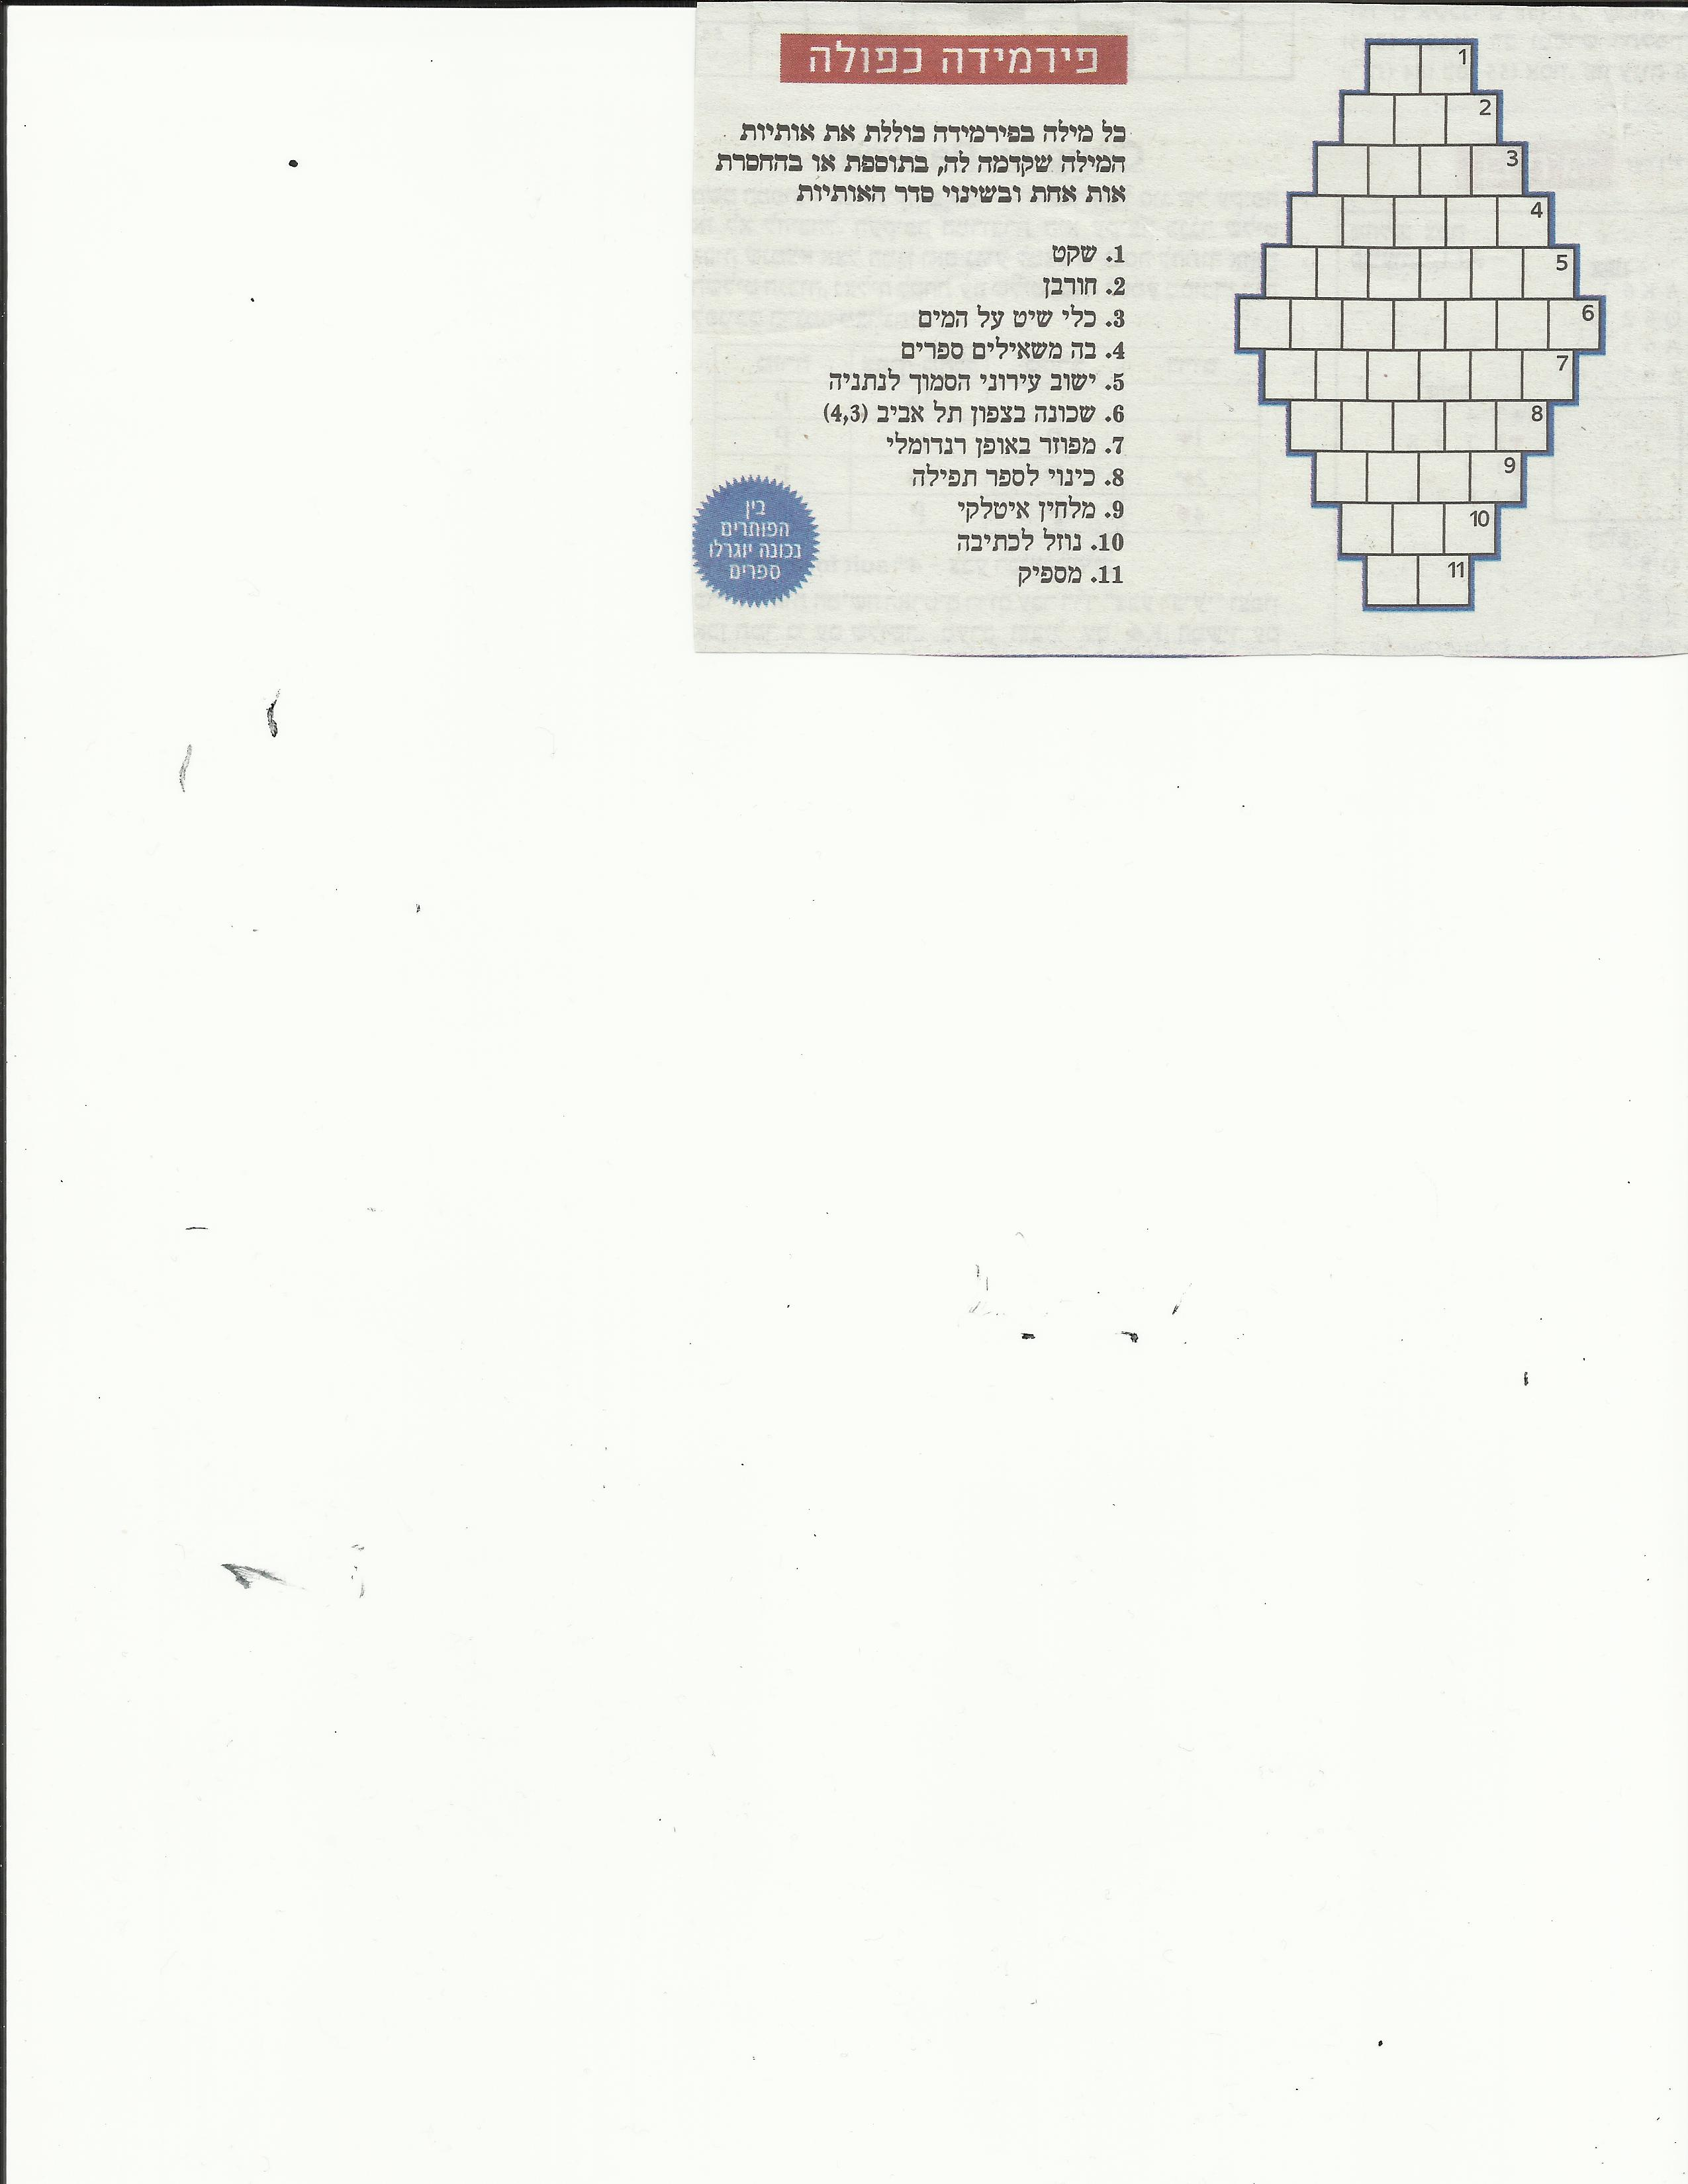 פירמידה כפולה
כל מילה בפירמידה כוללת את אותיות
המילה שקדמה לה, בתוספת או בהחסרת
אות אחת ובשינוי סדר האותיות
1. שקט
2. חורבן
3. כלי שיט על המים
4. בה משאילים ספרים
5. ישוב עירוני הסמוך לנתניה
6. שכונה בצפון תל אביב (4,3)
7. מפוזר באופן רנדומלי
8. כינוי לספר תפילה
9. מלחין איטלקי
10. נוזל לכתיבה
11. מספיק
בין
הפותרים
נכונה יוגרלו
ספרים
1
2
3
4
5
6
7
8
9
10
11